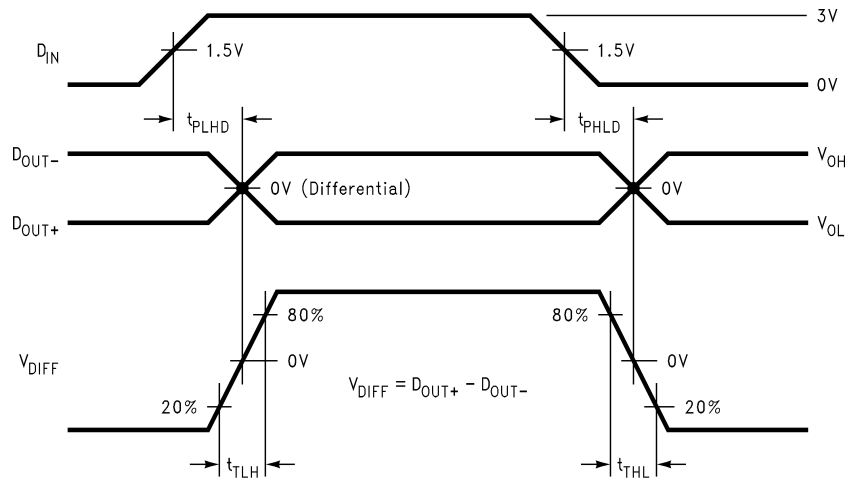 3V
D_IN 1.5V 1.5V
0V
t_PLHD t_PHLD
D_OUT- V_OH
0V (Differential) 0V
D_OUT+ V_OL
80% 80%
V_DIFF 0V 0V
V_DIFF = D_OUT+ - D_OUT-
20% 20%
t_TLH t_THL